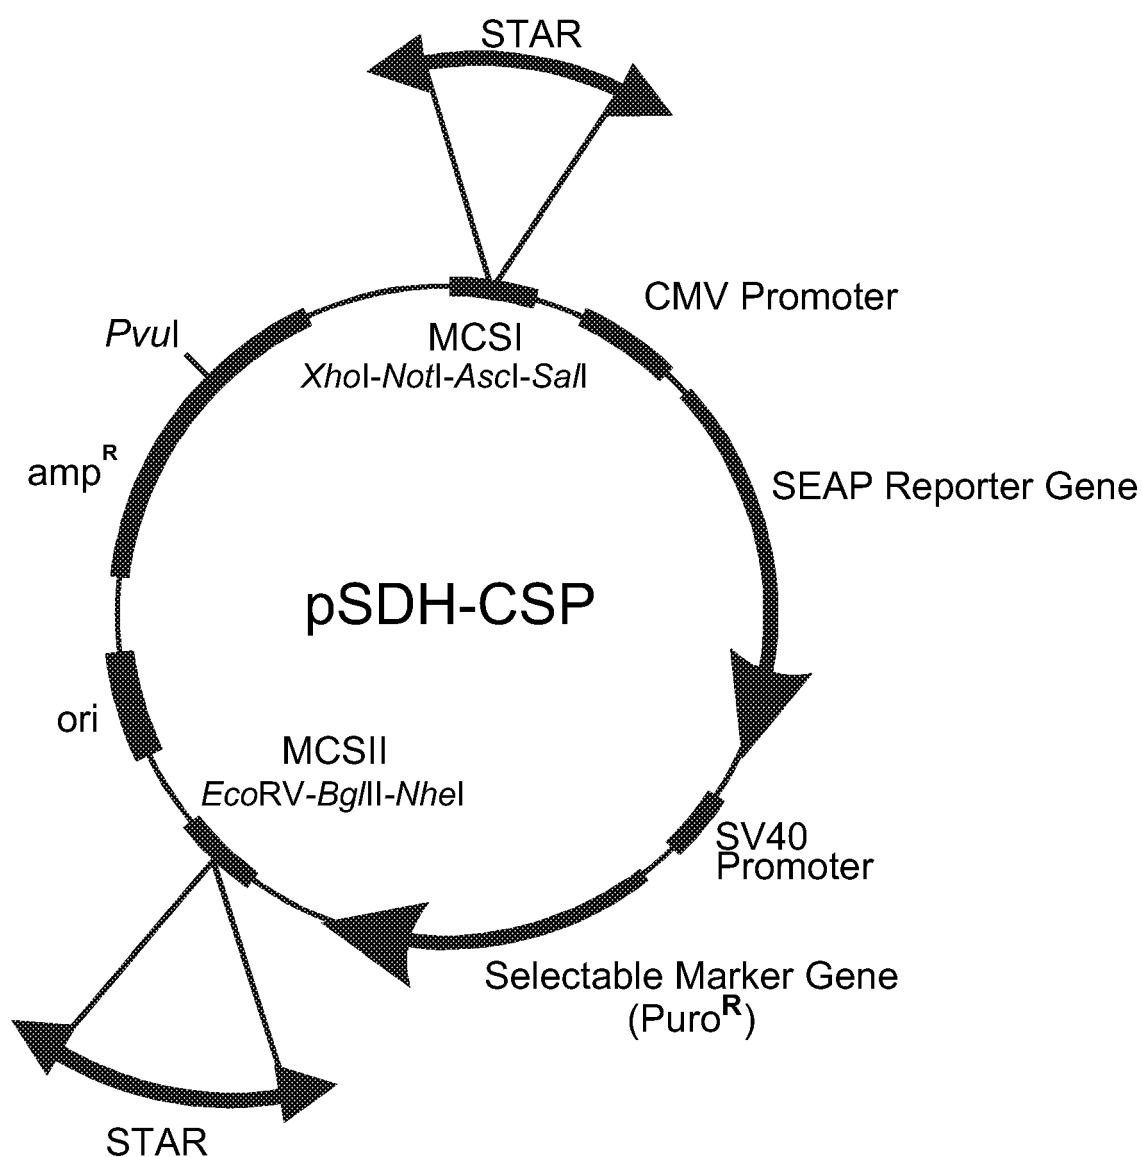 STAR
CMV Promoter
PvuI
MCSI
XhoI-NotI-AscI-SalI
ampR
SEAP Reporter Gene
pSDH-CSP
ori
MCSII
EcoRV-BglII-NheI
SV40
Promoter
Selectable Marker Gene
(PuroR)
STAR